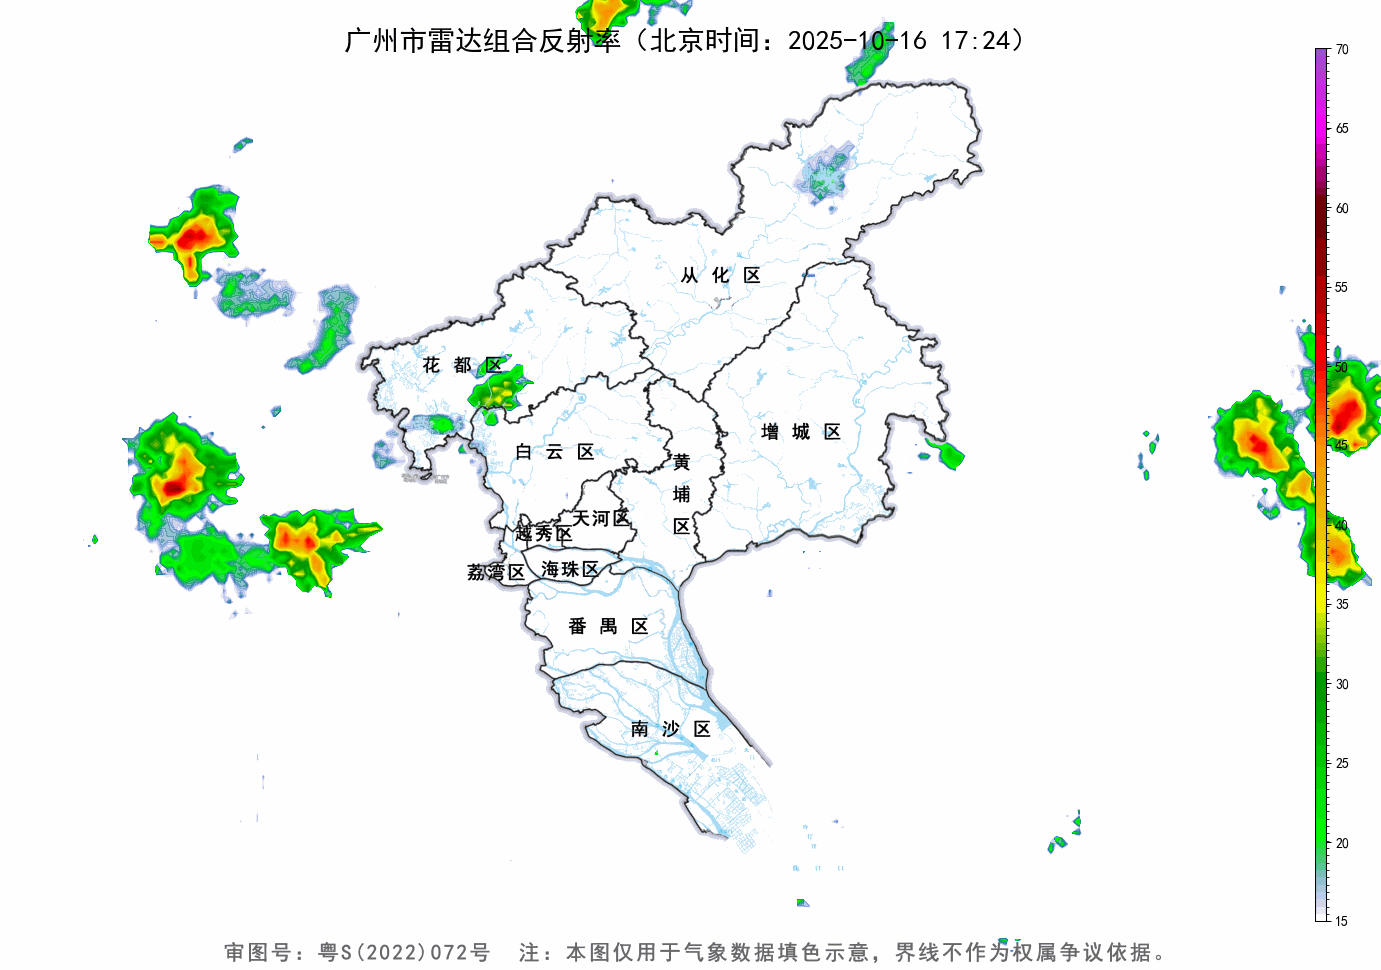 广州市雷达组合反射率（北京时间：2025-10-16 17:24）
70
65
60
55
50
45
40
35
30
25
20
15
从化区
花都区
增城区
白云区
黄埔区
天河区
越秀区
荔湾区
海珠区
番禺区
南沙区
审图号：粤S(2022)072号 注：本图仅用于气象数据填色示意，界线不作为权属争议依据。